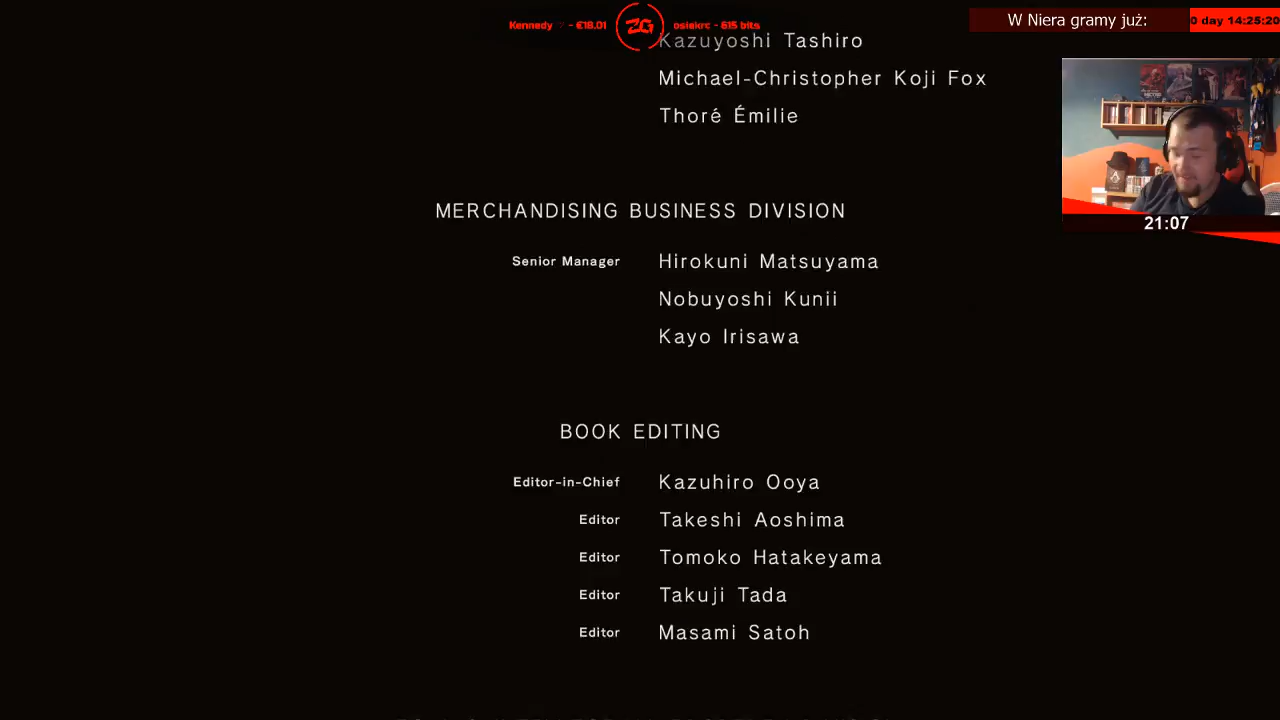 Kennedy ♡ - €18.01
ZG
osiekrc - 615 bits
W Niera gramy już:
0 day 14:25:20
Kazuyoshi Tashiro
Michael-Christopher Koji Fox
Thoré Émilie
21:07
MERCHANDISING BUSINESS DIVISION
Senior Manager Hirokuni Matsuyama
Nobuyoshi Kunii
Kayo Irisawa
BOOK EDITING
Editor-in-Chief Kazuhiro Ooya
Editor Takeshi Aoshima
Editor Tomoko Hatakeyama
Editor Takuji Tada
Editor Masami Satoh